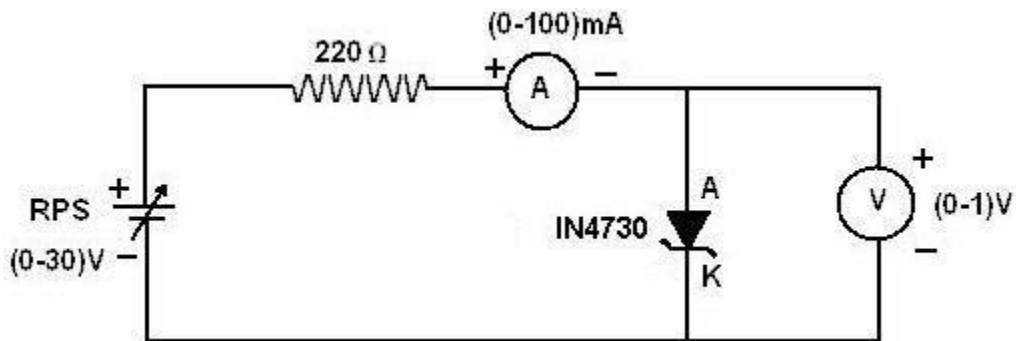 (0-100)mA
220 Ω
+
A
−
+
RPS
(0-30)V
−
A
IN4730
K
+
V
(0-1)V
−